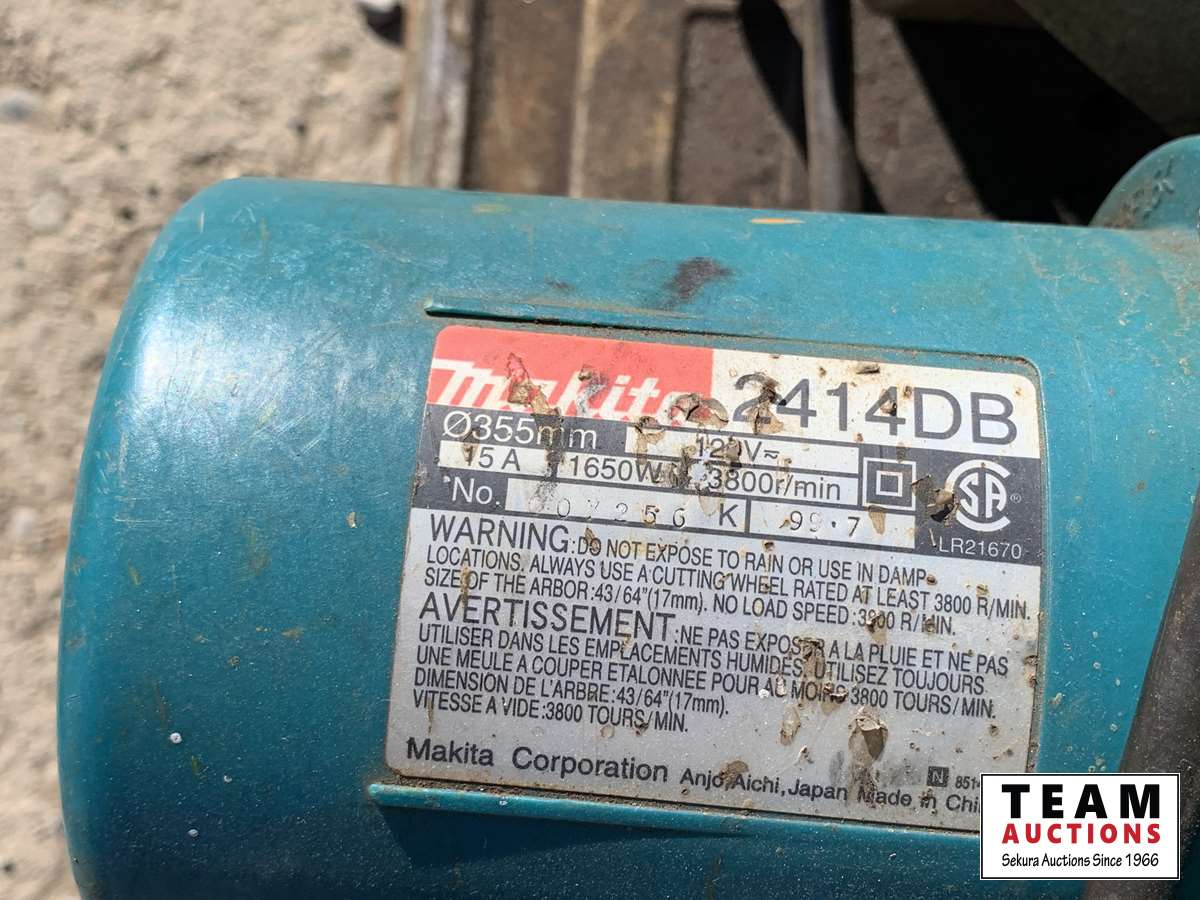 makita 2414DB
Ø355mm 120V~
15A 1650W 3800r/min
No. K 99·7
SA ®
LR21670
WARNING:DO NOT EXPOSE TO RAIN OR USE IN DAMP
LOCATIONS. ALWAYS USE A CUTTING WHEEL RATED AT LEAST 3800 R/MIN.
SIZE OF THE ARBOR:43/64"(17mm). NO LOAD SPEED:3800 R/MIN.
AVERTISSEMENT:NE PAS EXPOSER A LA PLUIE ET NE PAS
UTILISER DANS LES EMPLACEMENTS HUMIDES. UTILISEZ TOUJOURS
UNE MEULE A COUPER ETALONNEE POUR AU MOINS 3800 TOURS/MIN.
DIMENSION DE L'ARBRE:43/64"(17mm).
VITESSE A VIDE:3800 TOURS/MIN.
Makita Corporation Anjo,Aichi,Japan Made in
N
TEAM
AUCTIONS
Sekura Auctions Since 1966